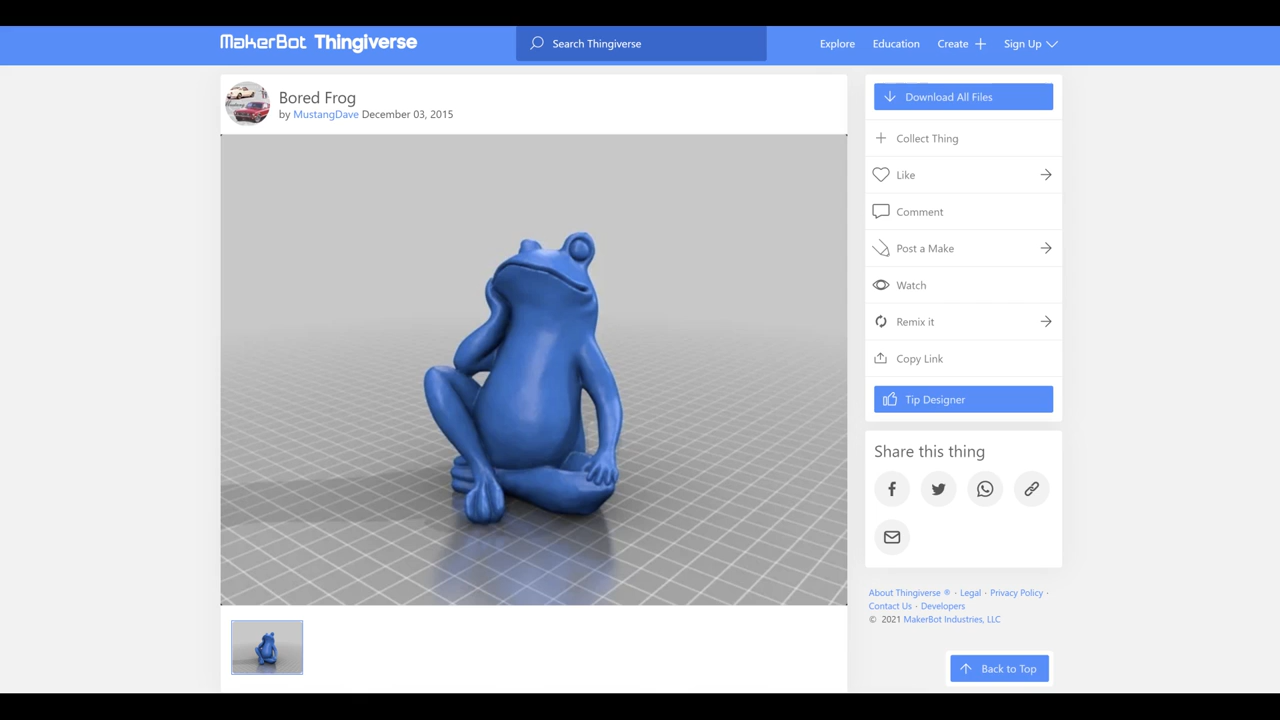 MakerBot Thingiverse
Search Thingiverse
Explore
Education
Create
Sign Up
Bored Frog
by MustangDave December 03, 2015
Download All Files
Collect Thing
Like
Comment
Post a Make
Watch
Remix it
Copy Link
Tip Designer
Share this thing
About Thingiverse ® · Legal · Privacy Policy ·
Contact Us · Developers
© 2021 MakerBot Industries, LLC
Back to Top